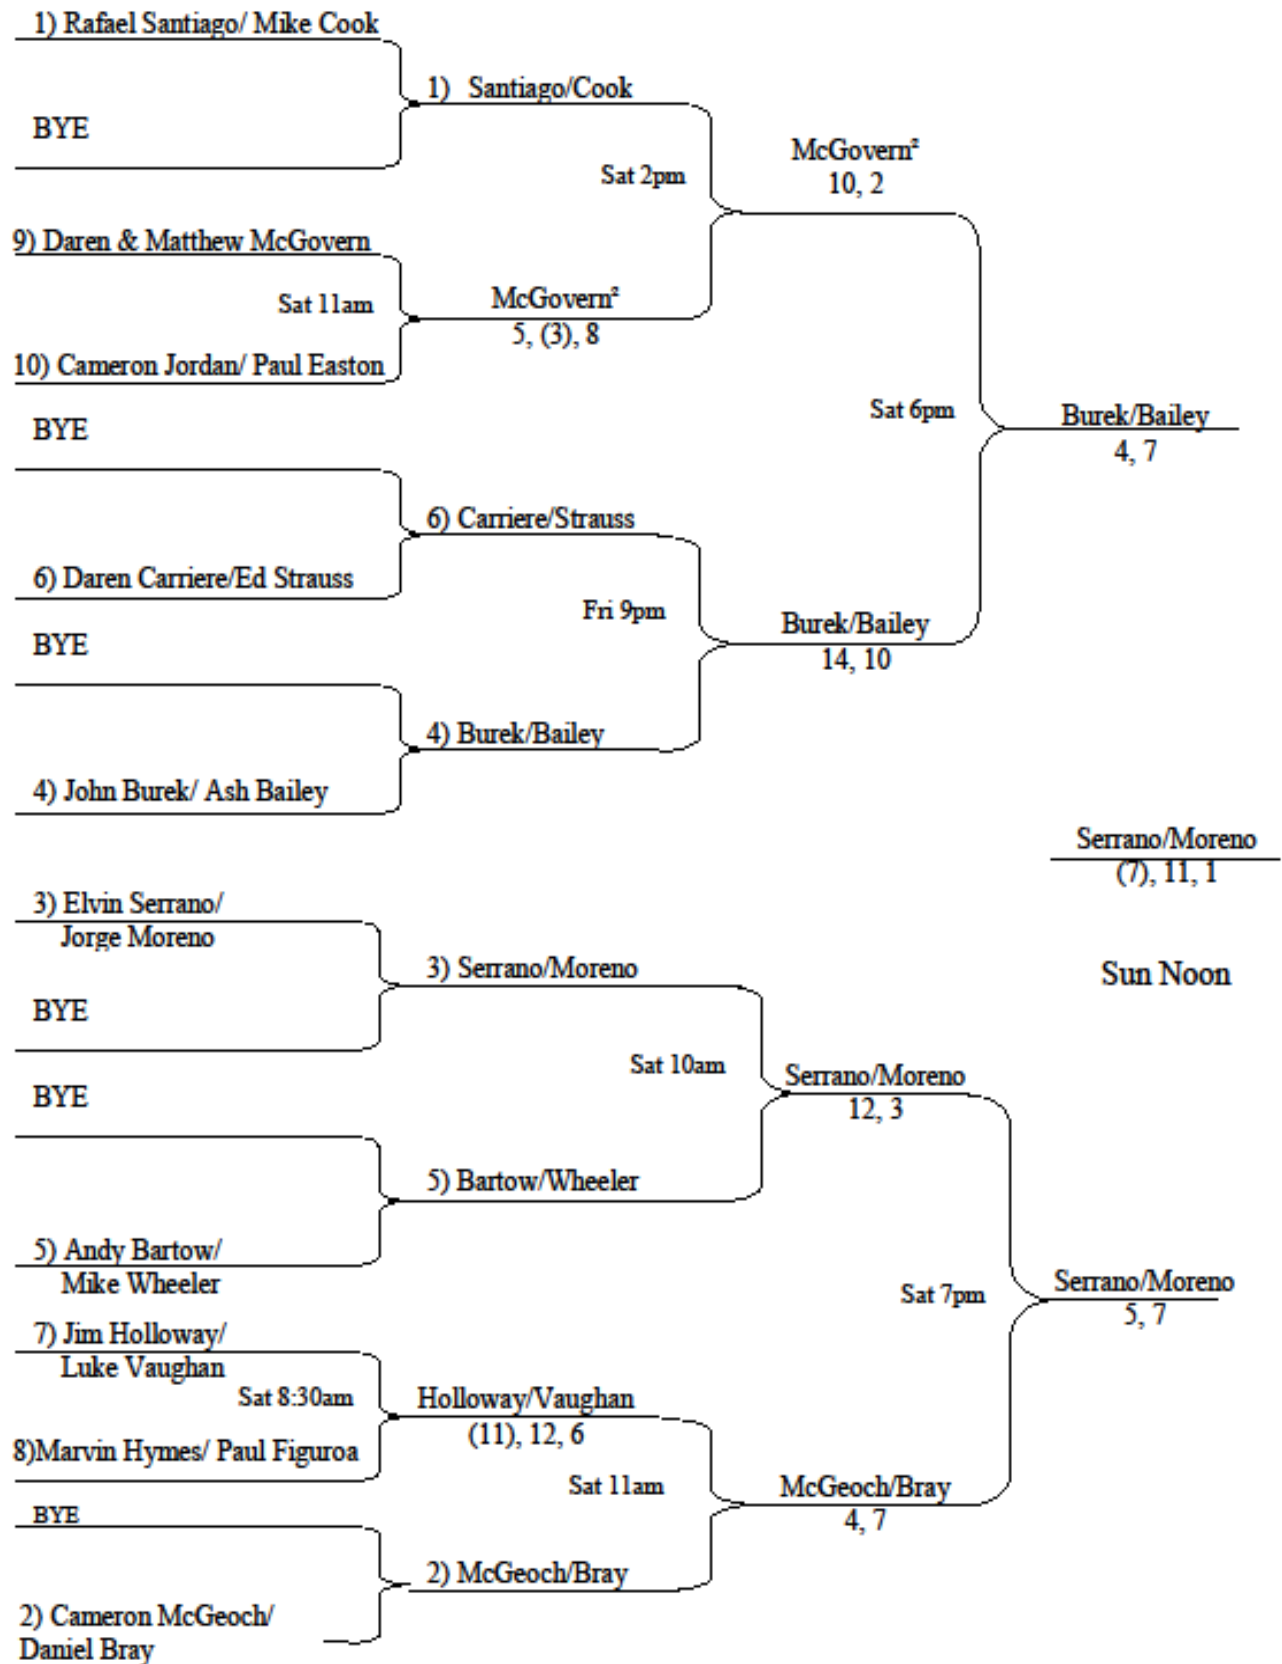 1) Rafael Santiago/ Mike Cook
1) Santiago/Cook
BYE
McGovern²
10, 2
Sat 2pm
9) Daren & Matthew McGovern
Sat 11am
McGovern²
5, (3), 8
10) Cameron Jordan/ Paul Easton
Sat 6pm
Burek/Bailey
4, 7
BYE
6) Carriere/Strauss
6) Daren Carriere/Ed Strauss
Fri 9pm
Burek/Bailey
14, 10
BYE
4) Burek/Bailey
4) John Burek/ Ash Bailey
Serrano/Moreno
(7), 11, 1
Sun Noon
3) Elvin Serrano/
Jorge Moreno
3) Serrano/Moreno
BYE
Sat 10am
Serrano/Moreno
12, 3
BYE
5) Bartow/Wheeler
5) Andy Bartow/
Mike Wheeler
Sat 7pm
Serrano/Moreno
5, 7
7) Jim Holloway/
Luke Vaughan
Sat 8:30am
Holloway/Vaughan
(11), 12, 6
8)Marvin Hymes/ Paul Figuroa
Sat 11am
McGeoch/Bray
4, 7
BYE
2) McGeoch/Bray
2) Cameron McGeoch/
Daniel Bray